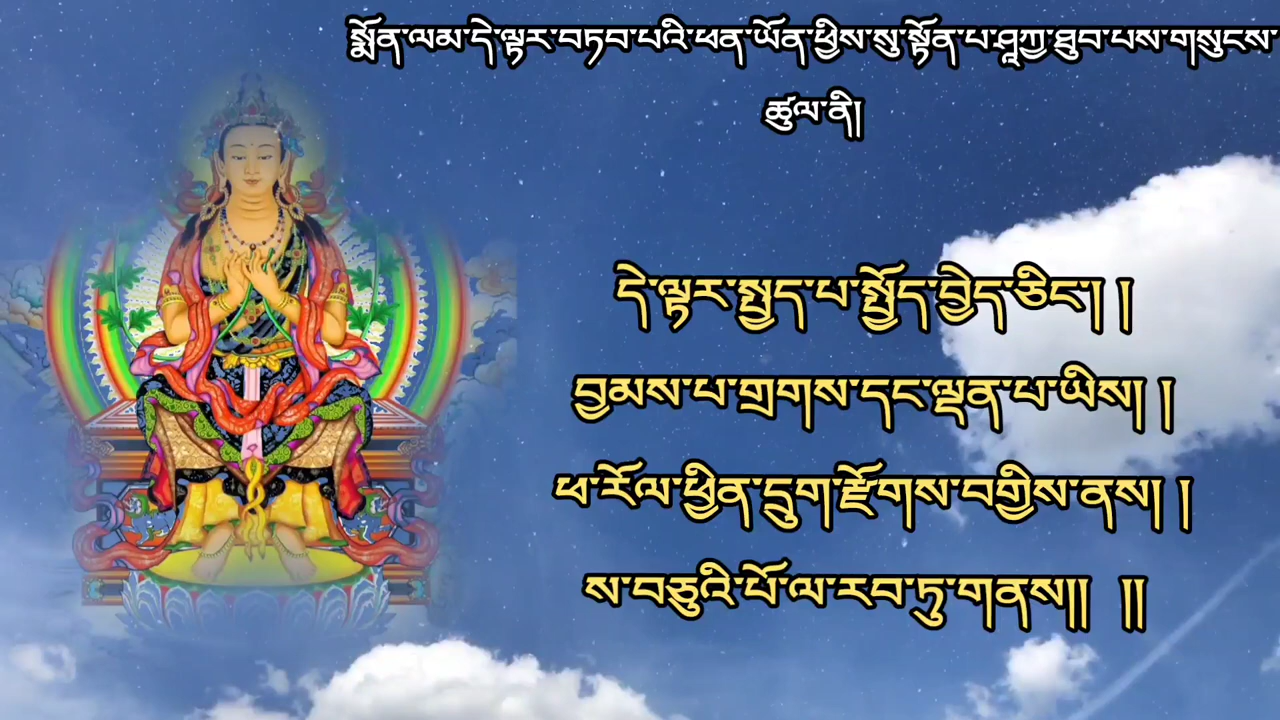 སྨོན་ལམ་དེ་ལྟར་བཏབ་པའི་ཕན་ཡོན་ཕྱིས་སུ་སྟོན་པ་ཤཱཀྱ་ཐུབ་པས་གསུངས་
ཚུལ་ནི།
དེ་ལྟར་སྤྱད་པ་སྤྱོད་བྱེད་ཅིང་། །
བྱམས་པ་གྲགས་དང་ལྡན་པ་ཡིས། །
ཕ་རོལ་ཕྱིན་དྲུག་རྫོགས་བགྱིས་ནས། །
ས་བཅུའི་པོ་ལ་རབ་ཏུ་གནས།། །།